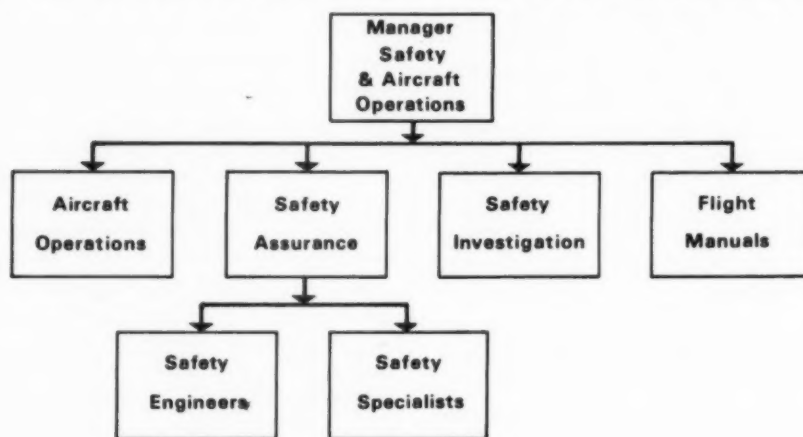 Manager
Safety
& Aircraft
Operations
Aircraft
Operations
Safety
Assurance
Safety
Investigation
Flight
Manuals
Safety
Engineers
Safety
Specialists